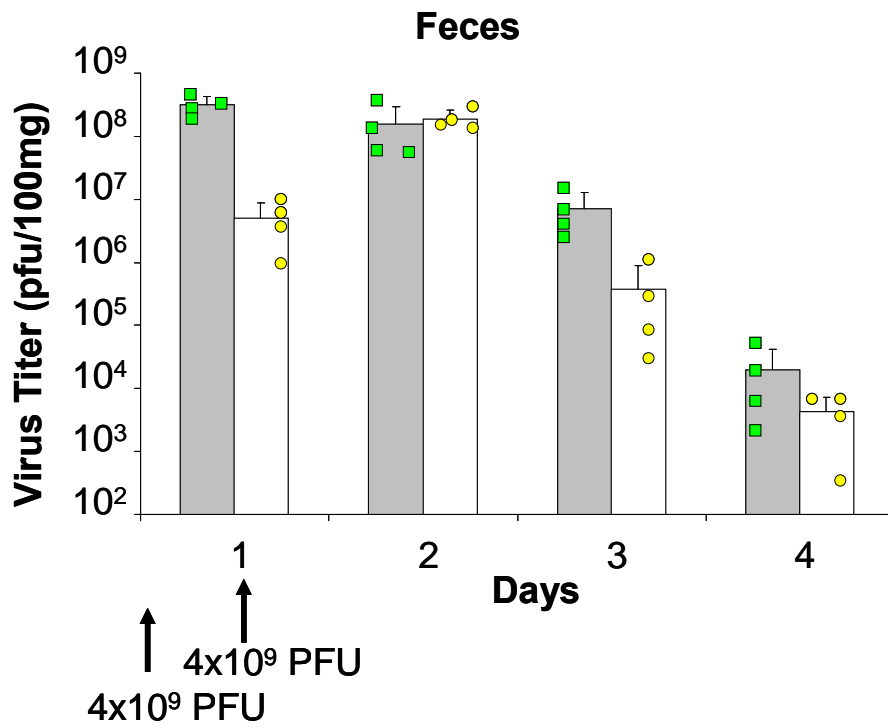 Feces
Virus Titer (pfu/100mg)
10⁹
10⁸
10⁷
10⁶
10⁵
10⁴
10³
10²
1 2 3 4
Days
4x10⁹ PFU
4x10⁹ PFU